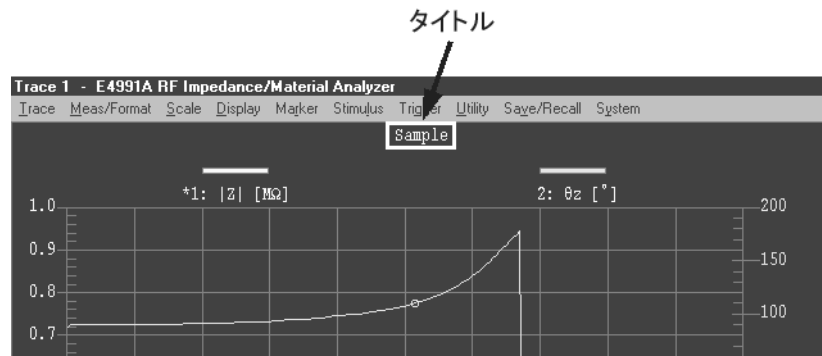 タイトル
Trace 1 - E4991A RF Impedance/Material Analyzer
Trace Meas/Format Scale Display Marker Stimulus Trigger Utility Save/Recall System
Sample
*1: |Z| [MΩ] 2: θz [°]
1.0 200
0.9
150
0.8
100
0.7